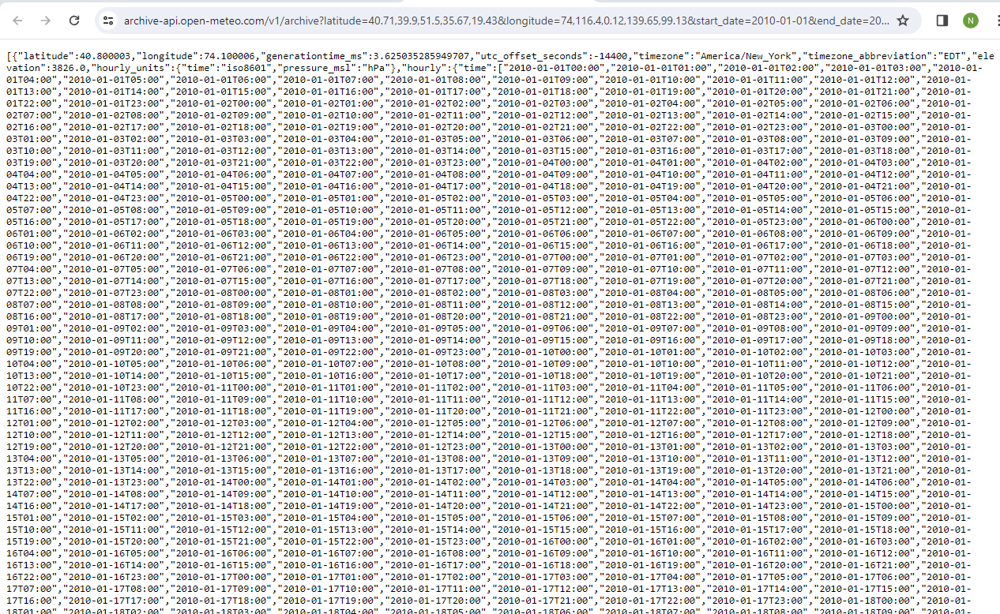 archive-api.open-meteo.com/v1/archive?latitude=40.71,39.9,51.5,35.67,19.43&longitude=74,116.4,0.12,139.65,99.13&start_date=2010-01-01&end_date=20...
N
[{"latitude":40.800003,"longitude":74.100006,"generationtime_ms":3.625035285949707,"utc_offset_seconds":-14400,"timezone":"America/New_York","timezone_abbreviation":"EDT","ele
vation":3826.0,"hourly_units":{"time":"iso8601","pressure_msl":"hPa"},"hourly":{"time":["2010-01-01T00:00","2010-01-01T01:00","2010-01-01T02:00","2010-01-01T03:00","2010-01-
01T04:00","2010-01-01T05:00","2010-01-01T06:00","2010-01-01T07:00","2010-01-01T08:00","2010-01-01T09:00","2010-01-01T10:00","2010-01-01T11:00","2010-01-01T12:00","2010-01-
01T13:00","2010-01-01T14:00","2010-01-01T15:00","2010-01-01T16:00","2010-01-01T17:00","2010-01-01T18:00","2010-01-01T19:00","2010-01-01T20:00","2010-01-01T21:00","2010-01-
01T22:00","2010-01-01T23:00","2010-01-02T00:00","2010-01-02T01:00","2010-01-02T02:00","2010-01-02T03:00","2010-01-02T04:00","2010-01-02T05:00","2010-01-02T06:00","2010-01-
02T07:00","2010-01-02T08:00","2010-01-02T09:00","2010-01-02T10:00","2010-01-02T11:00","2010-01-02T12:00","2010-01-02T13:00","2010-01-02T14:00","2010-01-02T15:00","2010-01-
02T16:00","2010-01-02T17:00","2010-01-02T18:00","2010-01-02T19:00","2010-01-02T20:00","2010-01-02T21:00","2010-01-02T22:00","2010-01-02T23:00","2010-01-03T00:00","2010-01-
03T01:00","2010-01-03T02:00","2010-01-03T03:00","2010-01-03T04:00","2010-01-03T05:00","2010-01-03T06:00","2010-01-03T07:00","2010-01-03T08:00","2010-01-03T09:00","2010-01-
03T10:00","2010-01-03T11:00","2010-01-03T12:00","2010-01-03T13:00","2010-01-03T14:00","2010-01-03T15:00","2010-01-03T16:00","2010-01-03T17:00","2010-01-03T18:00","2010-01-
03T19:00","2010-01-03T20:00","2010-01-03T21:00","2010-01-03T22:00","2010-01-03T23:00","2010-01-04T00:00","2010-01-04T01:00","2010-01-04T02:00","2010-01-04T03:00","2010-01-
04T04:00","2010-01-04T05:00","2010-01-04T06:00","2010-01-04T07:00","2010-01-04T08:00","2010-01-04T09:00","2010-01-04T10:00","2010-01-04T11:00","2010-01-04T12:00","2010-01-
04T13:00","2010-01-04T14:00","2010-01-04T15:00","2010-01-04T16:00","2010-01-04T17:00","2010-01-04T18:00","2010-01-04T19:00","2010-01-04T20:00","2010-01-04T21:00","2010-01-
04T22:00","2010-01-04T23:00","2010-01-05T00:00","2010-01-05T01:00","2010-01-05T02:00","2010-01-05T03:00","2010-01-05T04:00","2010-01-05T05:00","2010-01-05T06:00","2010-01-
05T07:00","2010-01-05T08:00","2010-01-05T09:00","2010-01-05T10:00","2010-01-05T11:00","2010-01-05T12:00","2010-01-05T13:00","2010-01-05T14:00","2010-01-05T15:00","2010-01-
05T16:00","2010-01-05T17:00","2010-01-05T18:00","2010-01-05T19:00","2010-01-05T20:00","2010-01-05T21:00","2010-01-05T22:00","2010-01-05T23:00","2010-01-06T00:00","2010-01-
06T01:00","2010-01-06T02:00","2010-01-06T03:00","2010-01-06T04:00","2010-01-06T05:00","2010-01-06T06:00","2010-01-06T07:00","2010-01-06T08:00","2010-01-06T09:00","2010-01-
06T10:00","2010-01-06T11:00","2010-01-06T12:00","2010-01-06T13:00","2010-01-06T14:00","2010-01-06T15:00","2010-01-06T16:00","2010-01-06T17:00","2010-01-06T18:00","2010-01-
06T19:00","2010-01-06T20:00","2010-01-06T21:00","2010-01-06T22:00","2010-01-06T23:00","2010-01-07T00:00","2010-01-07T01:00","2010-01-07T02:00","2010-01-07T03:00","2010-01-
07T04:00","2010-01-07T05:00","2010-01-07T06:00","2010-01-07T07:00","2010-01-07T08:00","2010-01-07T09:00","2010-01-07T10:00","2010-01-07T11:00","2010-01-07T12:00","2010-01-
07T13:00","2010-01-07T14:00","2010-01-07T15:00","2010-01-07T16:00","2010-01-07T17:00","2010-01-07T18:00","2010-01-07T19:00","2010-01-07T20:00","2010-01-07T21:00","2010-01-
07T22:00","2010-01-07T23:00","2010-01-08T00:00","2010-01-08T01:00","2010-01-08T02:00","2010-01-08T03:00","2010-01-08T04:00","2010-01-08T05:00","2010-01-08T06:00","2010-01-
08T07:00","2010-01-08T08:00","2010-01-08T09:00","2010-01-08T10:00","2010-01-08T11:00","2010-01-08T12:00","2010-01-08T13:00","2010-01-08T14:00","2010-01-08T15:00","2010-01-
08T16:00","2010-01-08T17:00","2010-01-08T18:00","2010-01-08T19:00","2010-01-08T20:00","2010-01-08T21:00","2010-01-08T22:00","2010-01-08T23:00","2010-01-09T00:00","2010-01-
09T01:00","2010-01-09T02:00","2010-01-09T03:00","2010-01-09T04:00","2010-01-09T05:00","2010-01-09T06:00","2010-01-09T07:00","2010-01-09T08:00","2010-01-09T09:00","2010-01-
09T10:00","2010-01-09T11:00","2010-01-09T12:00","2010-01-09T13:00","2010-01-09T14:00","2010-01-09T15:00","2010-01-09T16:00","2010-01-09T17:00","2010-01-09T18:00","2010-01-
09T19:00","2010-01-09T20:00","2010-01-09T21:00","2010-01-09T22:00","2010-01-09T23:00","2010-01-10T00:00","2010-01-10T01:00","2010-01-10T02:00","2010-01-10T03:00","2010-01-
10T04:00","2010-01-10T05:00","2010-01-10T06:00","2010-01-10T07:00","2010-01-10T08:00","2010-01-10T09:00","2010-01-10T10:00","2010-01-10T11:00","2010-01-10T12:00","2010-01-
10T13:00","2010-01-10T14:00","2010-01-10T15:00","2010-01-10T16:00","2010-01-10T17:00","2010-01-10T18:00","2010-01-10T19:00","2010-01-10T20:00","2010-01-10T21:00","2010-01-
10T22:00","2010-01-10T23:00","2010-01-11T00:00","2010-01-11T01:00","2010-01-11T02:00","2010-01-11T03:00","2010-01-11T04:00","2010-01-11T05:00","2010-01-11T06:00","2010-01-
11T07:00","2010-01-11T08:00","2010-01-11T09:00","2010-01-11T10:00","2010-01-11T11:00","2010-01-11T12:00","2010-01-11T13:00","2010-01-11T14:00","2010-01-11T15:00","2010-01-
11T16:00","2010-01-11T17:00","2010-01-11T18:00","2010-01-11T19:00","2010-01-11T20:00","2010-01-11T21:00","2010-01-11T22:00","2010-01-11T23:00","2010-01-12T00:00","2010-01-
12T01:00","2010-01-12T02:00","2010-01-12T03:00","2010-01-12T04:00","2010-01-12T05:00","2010-01-12T06:00","2010-01-12T07:00","2010-01-12T08:00","2010-01-12T09:00","2010-01-
12T10:00","2010-01-12T11:00","2010-01-12T12:00","2010-01-12T13:00","2010-01-12T14:00","2010-01-12T15:00","2010-01-12T16:00","2010-01-12T17:00","2010-01-12T18:00","2010-01-
12T19:00","2010-01-12T20:00","2010-01-12T21:00","2010-01-12T22:00","2010-01-12T23:00","2010-01-13T00:00","2010-01-13T01:00","2010-01-13T02:00","2010-01-13T03:00","2010-01-
13T04:00","2010-01-13T05:00","2010-01-13T06:00","2010-01-13T07:00","2010-01-13T08:00","2010-01-13T09:00","2010-01-13T10:00","2010-01-13T11:00","2010-01-13T12:00","2010-01-
13T13:00","2010-01-13T14:00","2010-01-13T15:00","2010-01-13T16:00","2010-01-13T17:00","2010-01-13T18:00","2010-01-13T19:00","2010-01-13T20:00","2010-01-13T21:00","2010-01-
13T22:00","2010-01-13T23:00","2010-01-14T00:00","2010-01-14T01:00","2010-01-14T02:00","2010-01-14T03:00","2010-01-14T04:00","2010-01-14T05:00","2010-01-14T06:00","2010-01-
14T07:00","2010-01-14T08:00","2010-01-14T09:00","2010-01-14T10:00","2010-01-14T11:00","2010-01-14T12:00","2010-01-14T13:00","2010-01-14T14:00","2010-01-14T15:00","2010-01-
14T16:00","2010-01-14T17:00","2010-01-14T18:00","2010-01-14T19:00","2010-01-14T20:00","2010-01-14T21:00","2010-01-14T22:00","2010-01-14T23:00","2010-01-15T00:00","2010-01-
15T01:00","2010-01-15T02:00","2010-01-15T03:00","2010-01-15T04:00","2010-01-15T05:00","2010-01-15T06:00","2010-01-15T07:00","2010-01-15T08:00","2010-01-15T09:00","2010-01-
15T10:00","2010-01-15T11:00","2010-01-15T12:00","2010-01-15T13:00","2010-01-15T14:00","2010-01-15T15:00","2010-01-15T16:00","2010-01-15T17:00","2010-01-15T18:00","2010-01-
15T19:00","2010-01-15T20:00","2010-01-15T21:00","2010-01-15T22:00","2010-01-15T23:00","2010-01-16T00:00","2010-01-16T01:00","2010-01-16T02:00","2010-01-16T03:00","2010-01-
16T04:00","2010-01-16T05:00","2010-01-16T06:00","2010-01-16T07:00","2010-01-16T08:00","2010-01-16T09:00","2010-01-16T10:00","2010-01-16T11:00","2010-01-16T12:00","2010-01-
16T13:00","2010-01-16T14:00","2010-01-16T15:00","2010-01-16T16:00","2010-01-16T17:00","2010-01-16T18:00","2010-01-16T19:00","2010-01-16T20:00","2010-01-16T21:00","2010-01-
16T22:00","2010-01-16T23:00","2010-01-17T00:00","2010-01-17T01:00","2010-01-17T02:00","2010-01-17T03:00","2010-01-17T04:00","2010-01-17T05:00","2010-01-17T06:00","2010-01-
17T07:00","2010-01-17T08:00","2010-01-17T09:00","2010-01-17T10:00","2010-01-17T11:00","2010-01-17T12:00","2010-01-17T13:00","2010-01-17T14:00","2010-01-17T15:00","2010-01-
17T16:00","2010-01-17T17:00","2010-01-17T18:00","2010-01-17T19:00","2010-01-17T20:00","2010-01-17T21:00","2010-01-17T22:00","2010-01-17T23:00","2010-01-18T00:00","2010-01-
18T01:00","2010-01-18T02:00","2010-01-18T03:00","2010-01-18T04:00","2010-01-18T05:00","2010-01-18T06:00","2010-01-18T07:00","2010-01-18T08:00","2010-01-18T09:00","2010-01-